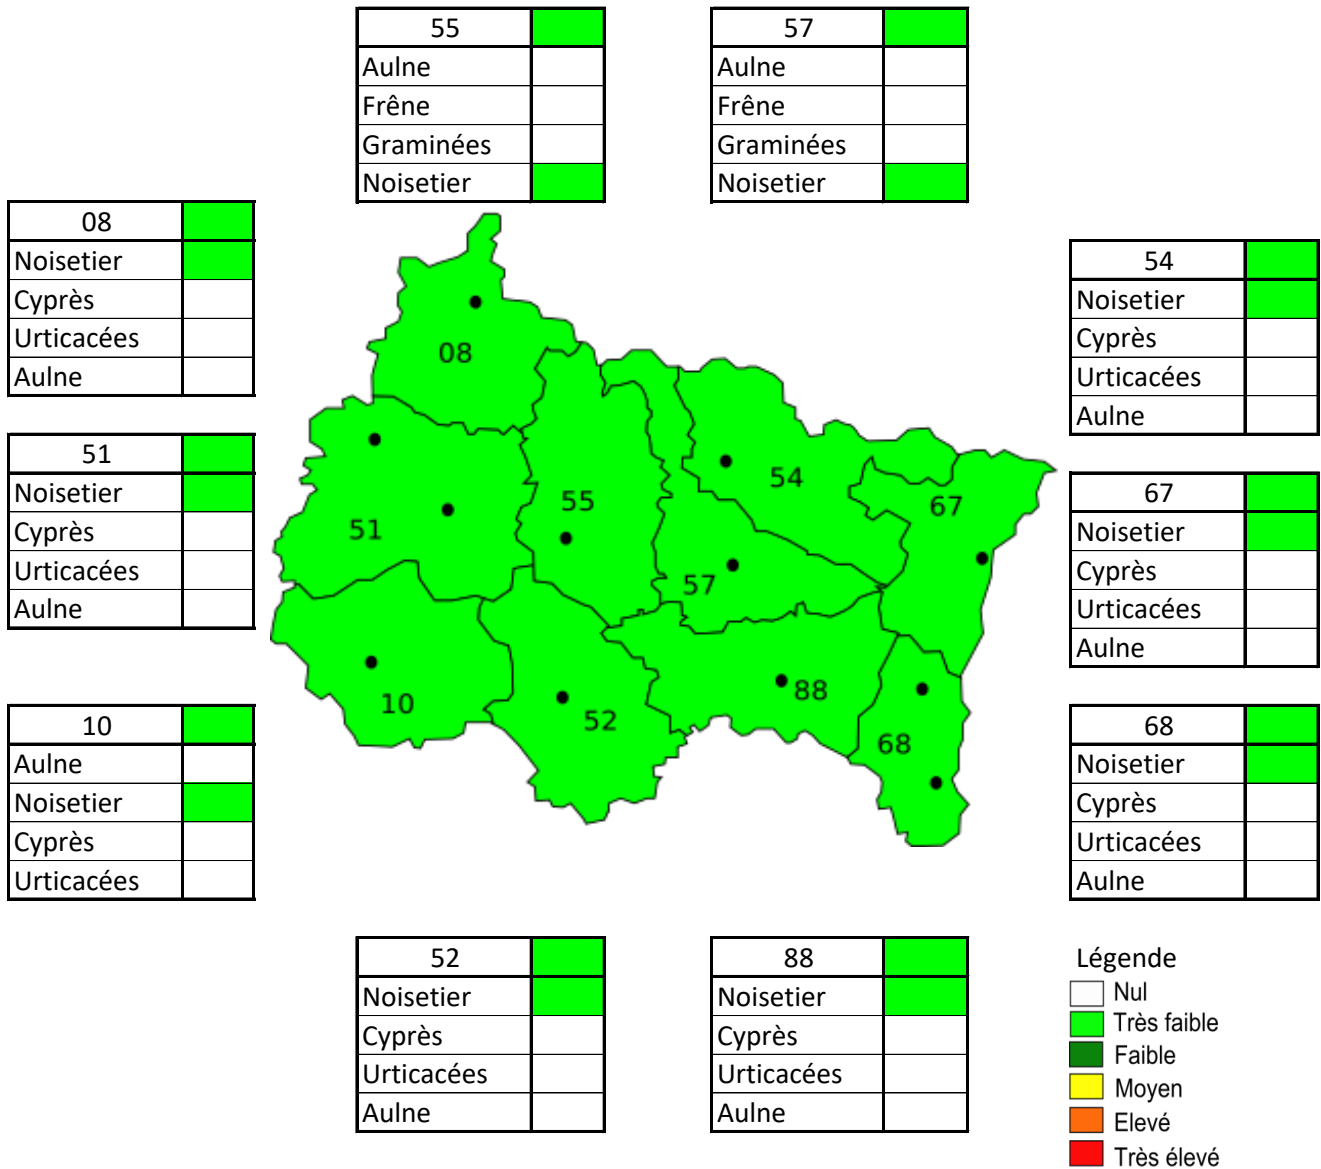 55
Aulne
Frêne
Graminées
Noisetier
57
Aulne
Frêne
Graminées
Noisetier
08
Noisetier
Cyprès
Urticacées
Aulne
54
Noisetier
Cyprès
Urticacées
Aulne
51
Noisetier
Cyprès
Urticacées
Aulne
67
Noisetier
Cyprès
Urticacées
Aulne
10
Aulne
Noisetier
Cyprès
Urticacées
68
Noisetier
Cyprès
Urticacées
Aulne
08
54
55
67
51
57
88
10
52
68
52
Noisetier
Cyprès
Urticacées
Aulne
88
Noisetier
Cyprès
Urticacées
Aulne
Légende
Nul
Très faible
Faible
Moyen
Elevé
Très élevé